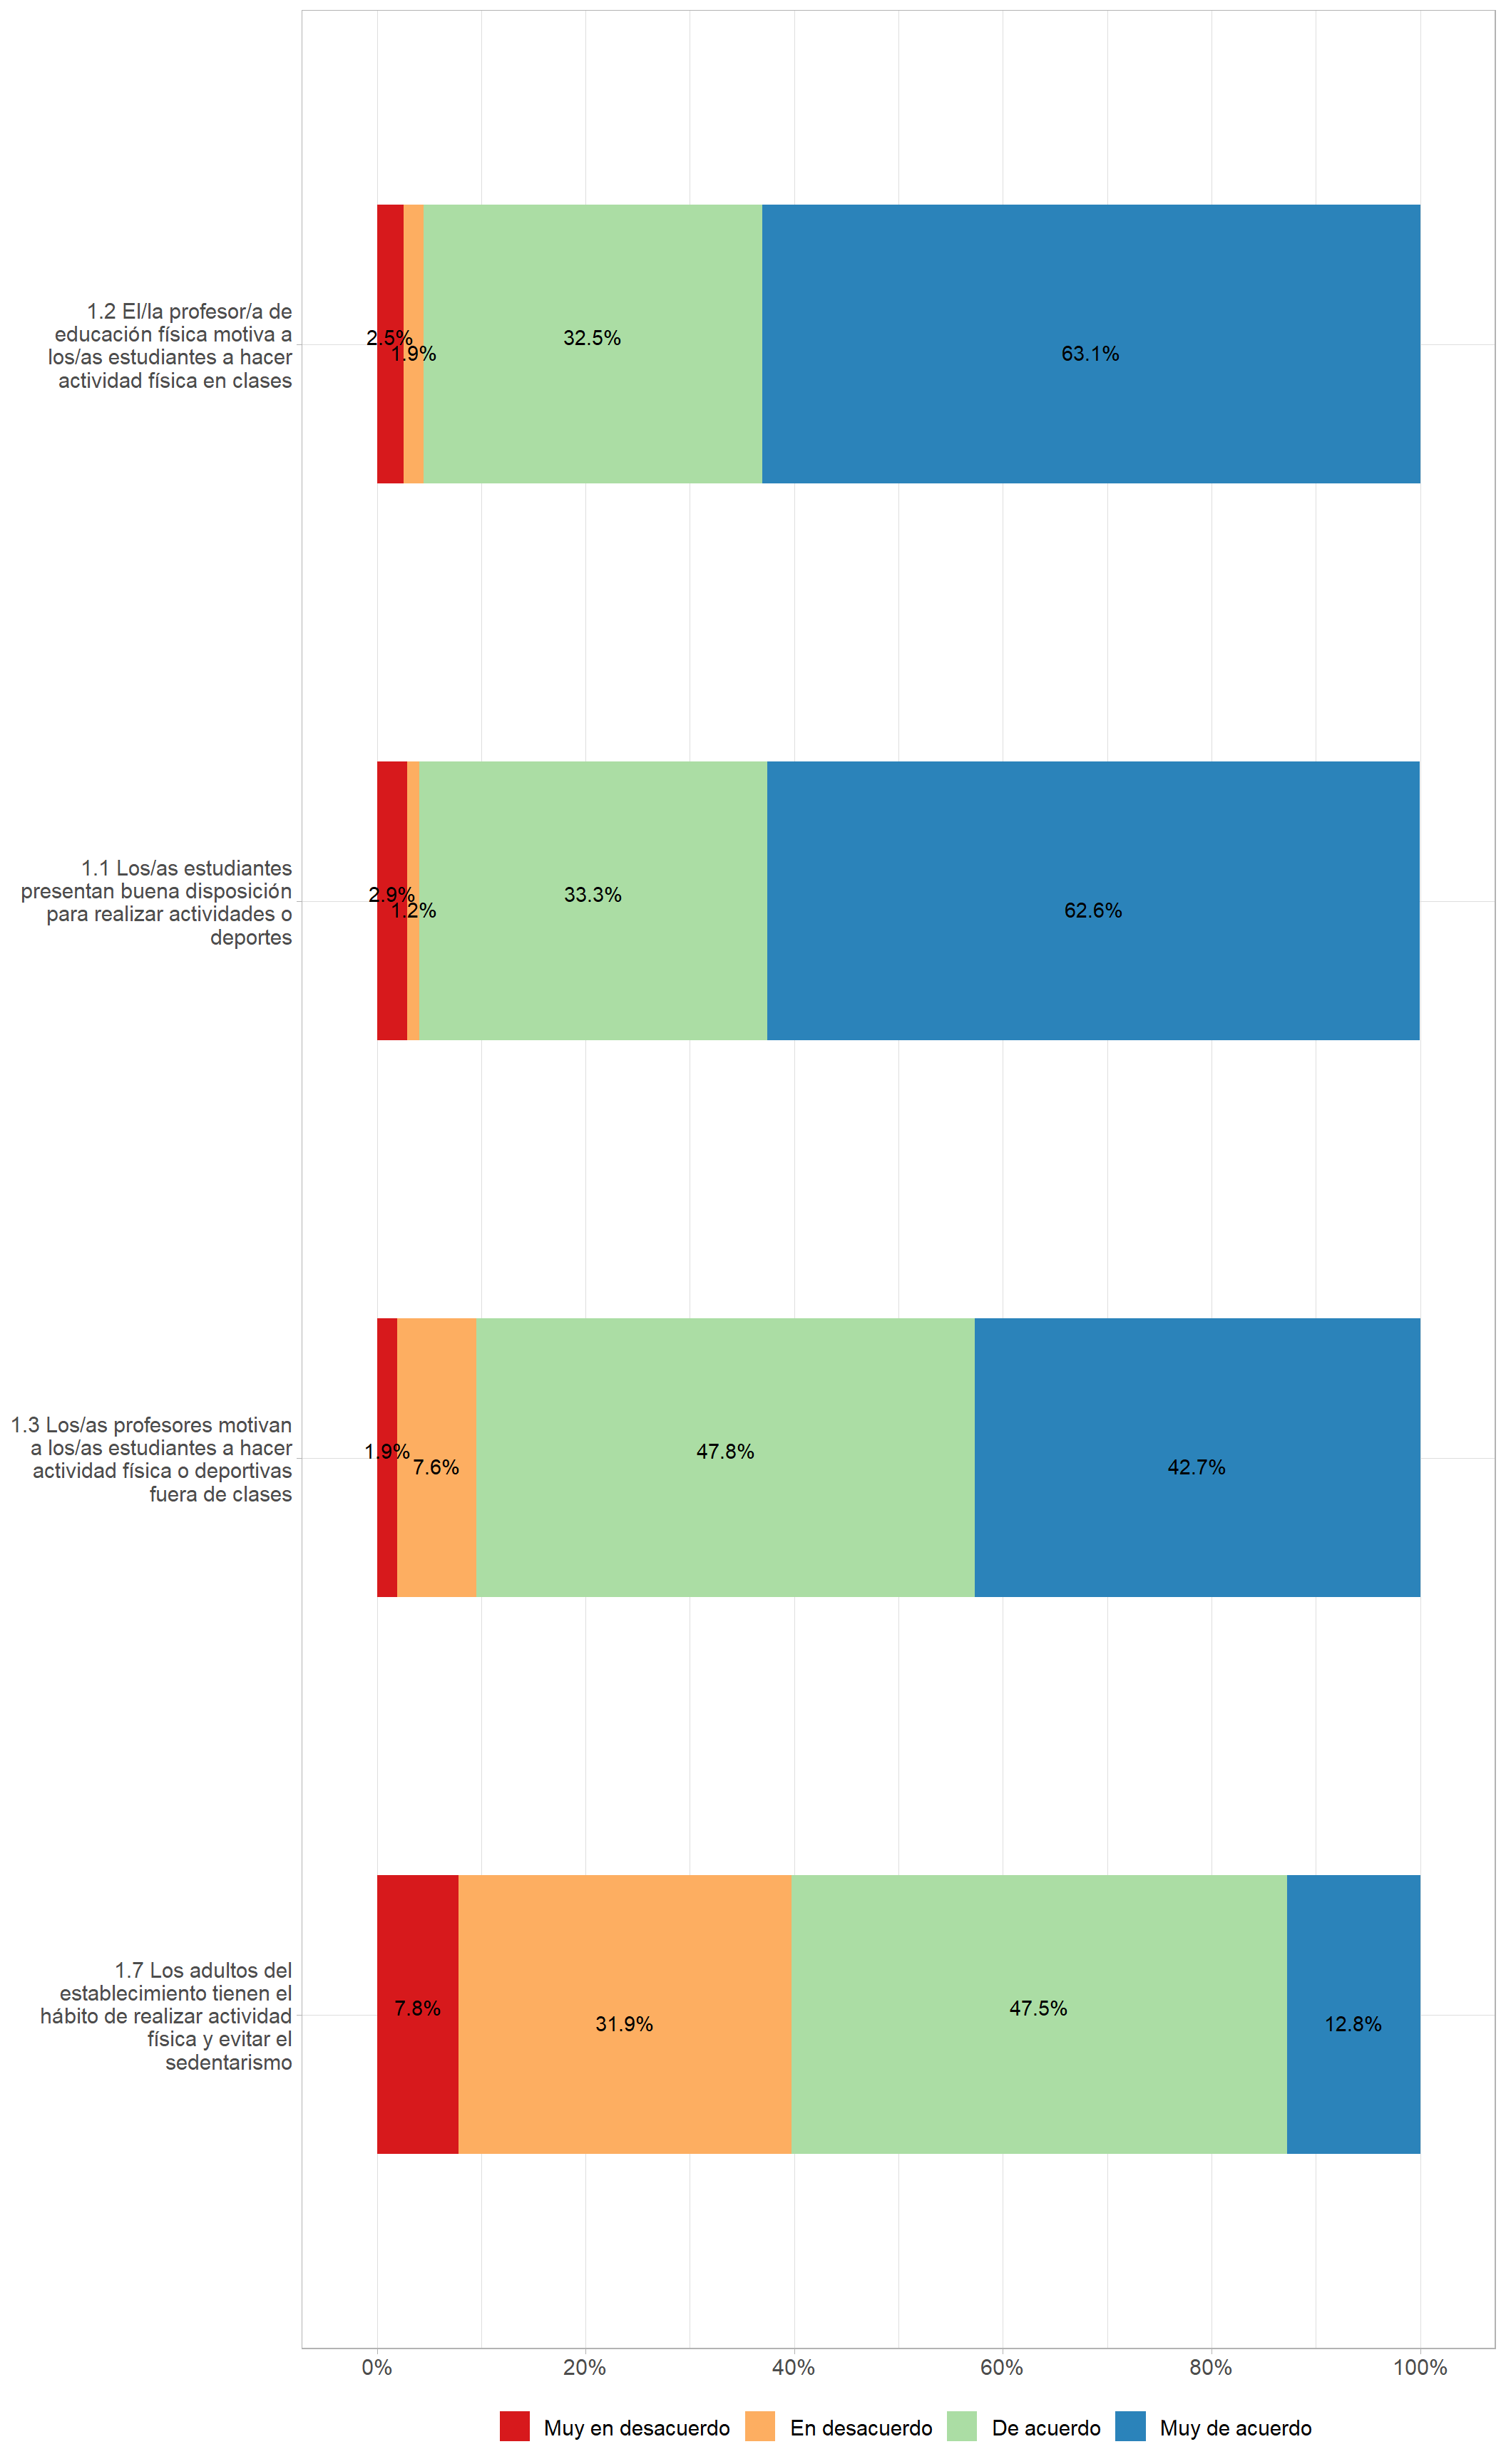 1.2 El/la profesor/a de
educación física motiva a
los/as estudiantes a hacer
actividad física en clases
2.5%
1.9%
32.5%
63.1%
1.1 Los/as estudiantes
presentan buena disposición
para realizar actividades o
deportes
2.9%
1.2%
33.3%
62.6%
1.3 Los/as profesores motivan
a los/as estudiantes a hacer
actividad física o deportivas
fuera de clases
1.9%
7.6%
47.8%
42.7%
1.7 Los adultos del
establecimiento tienen el
hábito de realizar actividad
física y evitar el
sedentarismo
7.8%
31.9%
47.5%
12.8%
0% 20% 40% 60% 80% 100%
Muy en desacuerdo En desacuerdo De acuerdo Muy de acuerdo